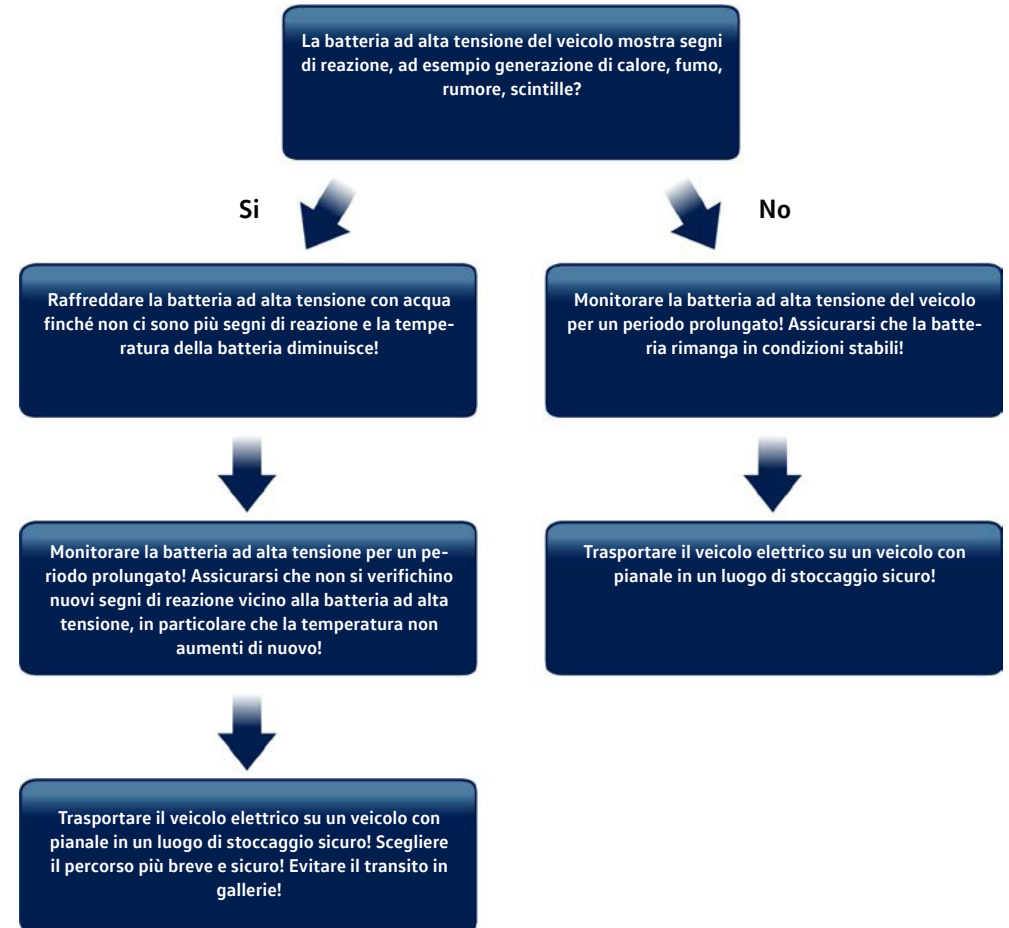 La batteria ad alta tensione del veicolo mostra segni
di reazione, ad esempio generazione di calore, fumo,
rumore, scintille?
Si
No
Raffreddare la batteria ad alta tensione con acqua
finché non ci sono più segni di reazione e la tempe-
ratura della batteria diminuisce!
Monitorare la batteria ad alta tensione del veicolo
per un periodo prolungato! Assicurarsi che la batte-
ria rimanga in condizioni stabili!
Monitorare la batteria ad alta tensione per un pe-
riodo prolungato! Assicurarsi che non si verifichino
nuovi segni di reazione vicino alla batteria ad alta
tensione, in particolare che la temperatura non
aumenti di nuovo!
Trasportare il veicolo elettrico su un veicolo con
pianale in un luogo di stoccaggio sicuro!
Trasportare il veicolo elettrico su un veicolo con
pianale in un luogo di stoccaggio sicuro! Scegliere
il percorso più breve e sicuro! Evitare il transito in
gallerie!